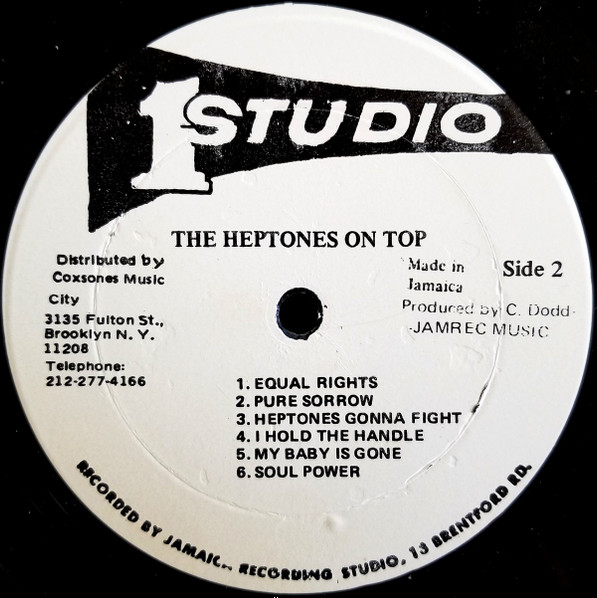 1 STUDIO
THE HEPTONES ON TOP
Distributed by
Coxsones Music
City
3135 Fulton St.,
Brooklyn N. Y.
11208
Telephone:
212-277-4166
Made in
Jamaica
Side 2
Produced by C. Dodd.
JAMREC MUSIC
1. EQUAL RIGHTS
2. PURE SORROW
3. HEPTONES GONNA FIGHT
4. I HOLD THE HANDLE
5. MY BABY IS GONE
6. SOUL POWER
RECORDED BY JAMAIC.. RECORDING STUDIO, 13 BRENTFORD RD.